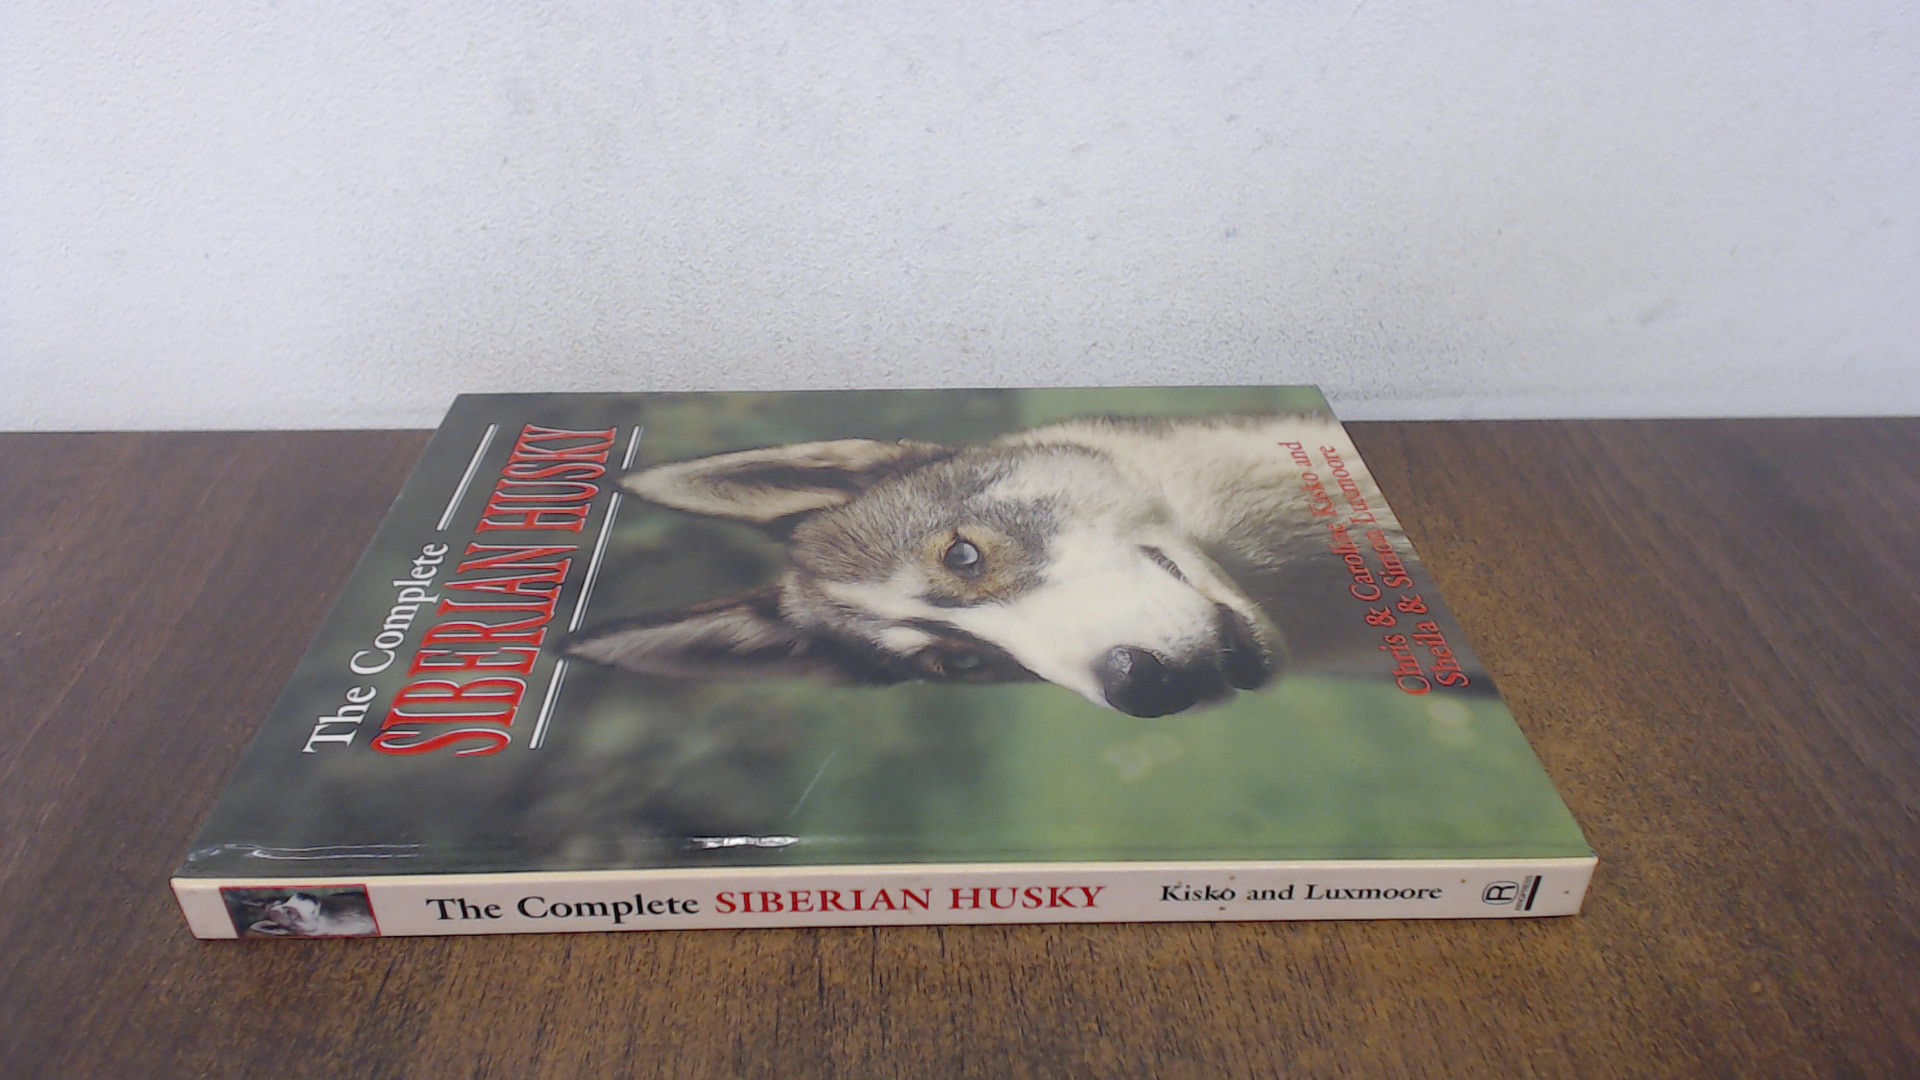 The Complete
SIBERIAN HUSKY
Chris & Caroline Kisko and
Sheila & Simon Luxmoore
The Complete SIBERIAN HUSKY Kisko and Luxmoore R